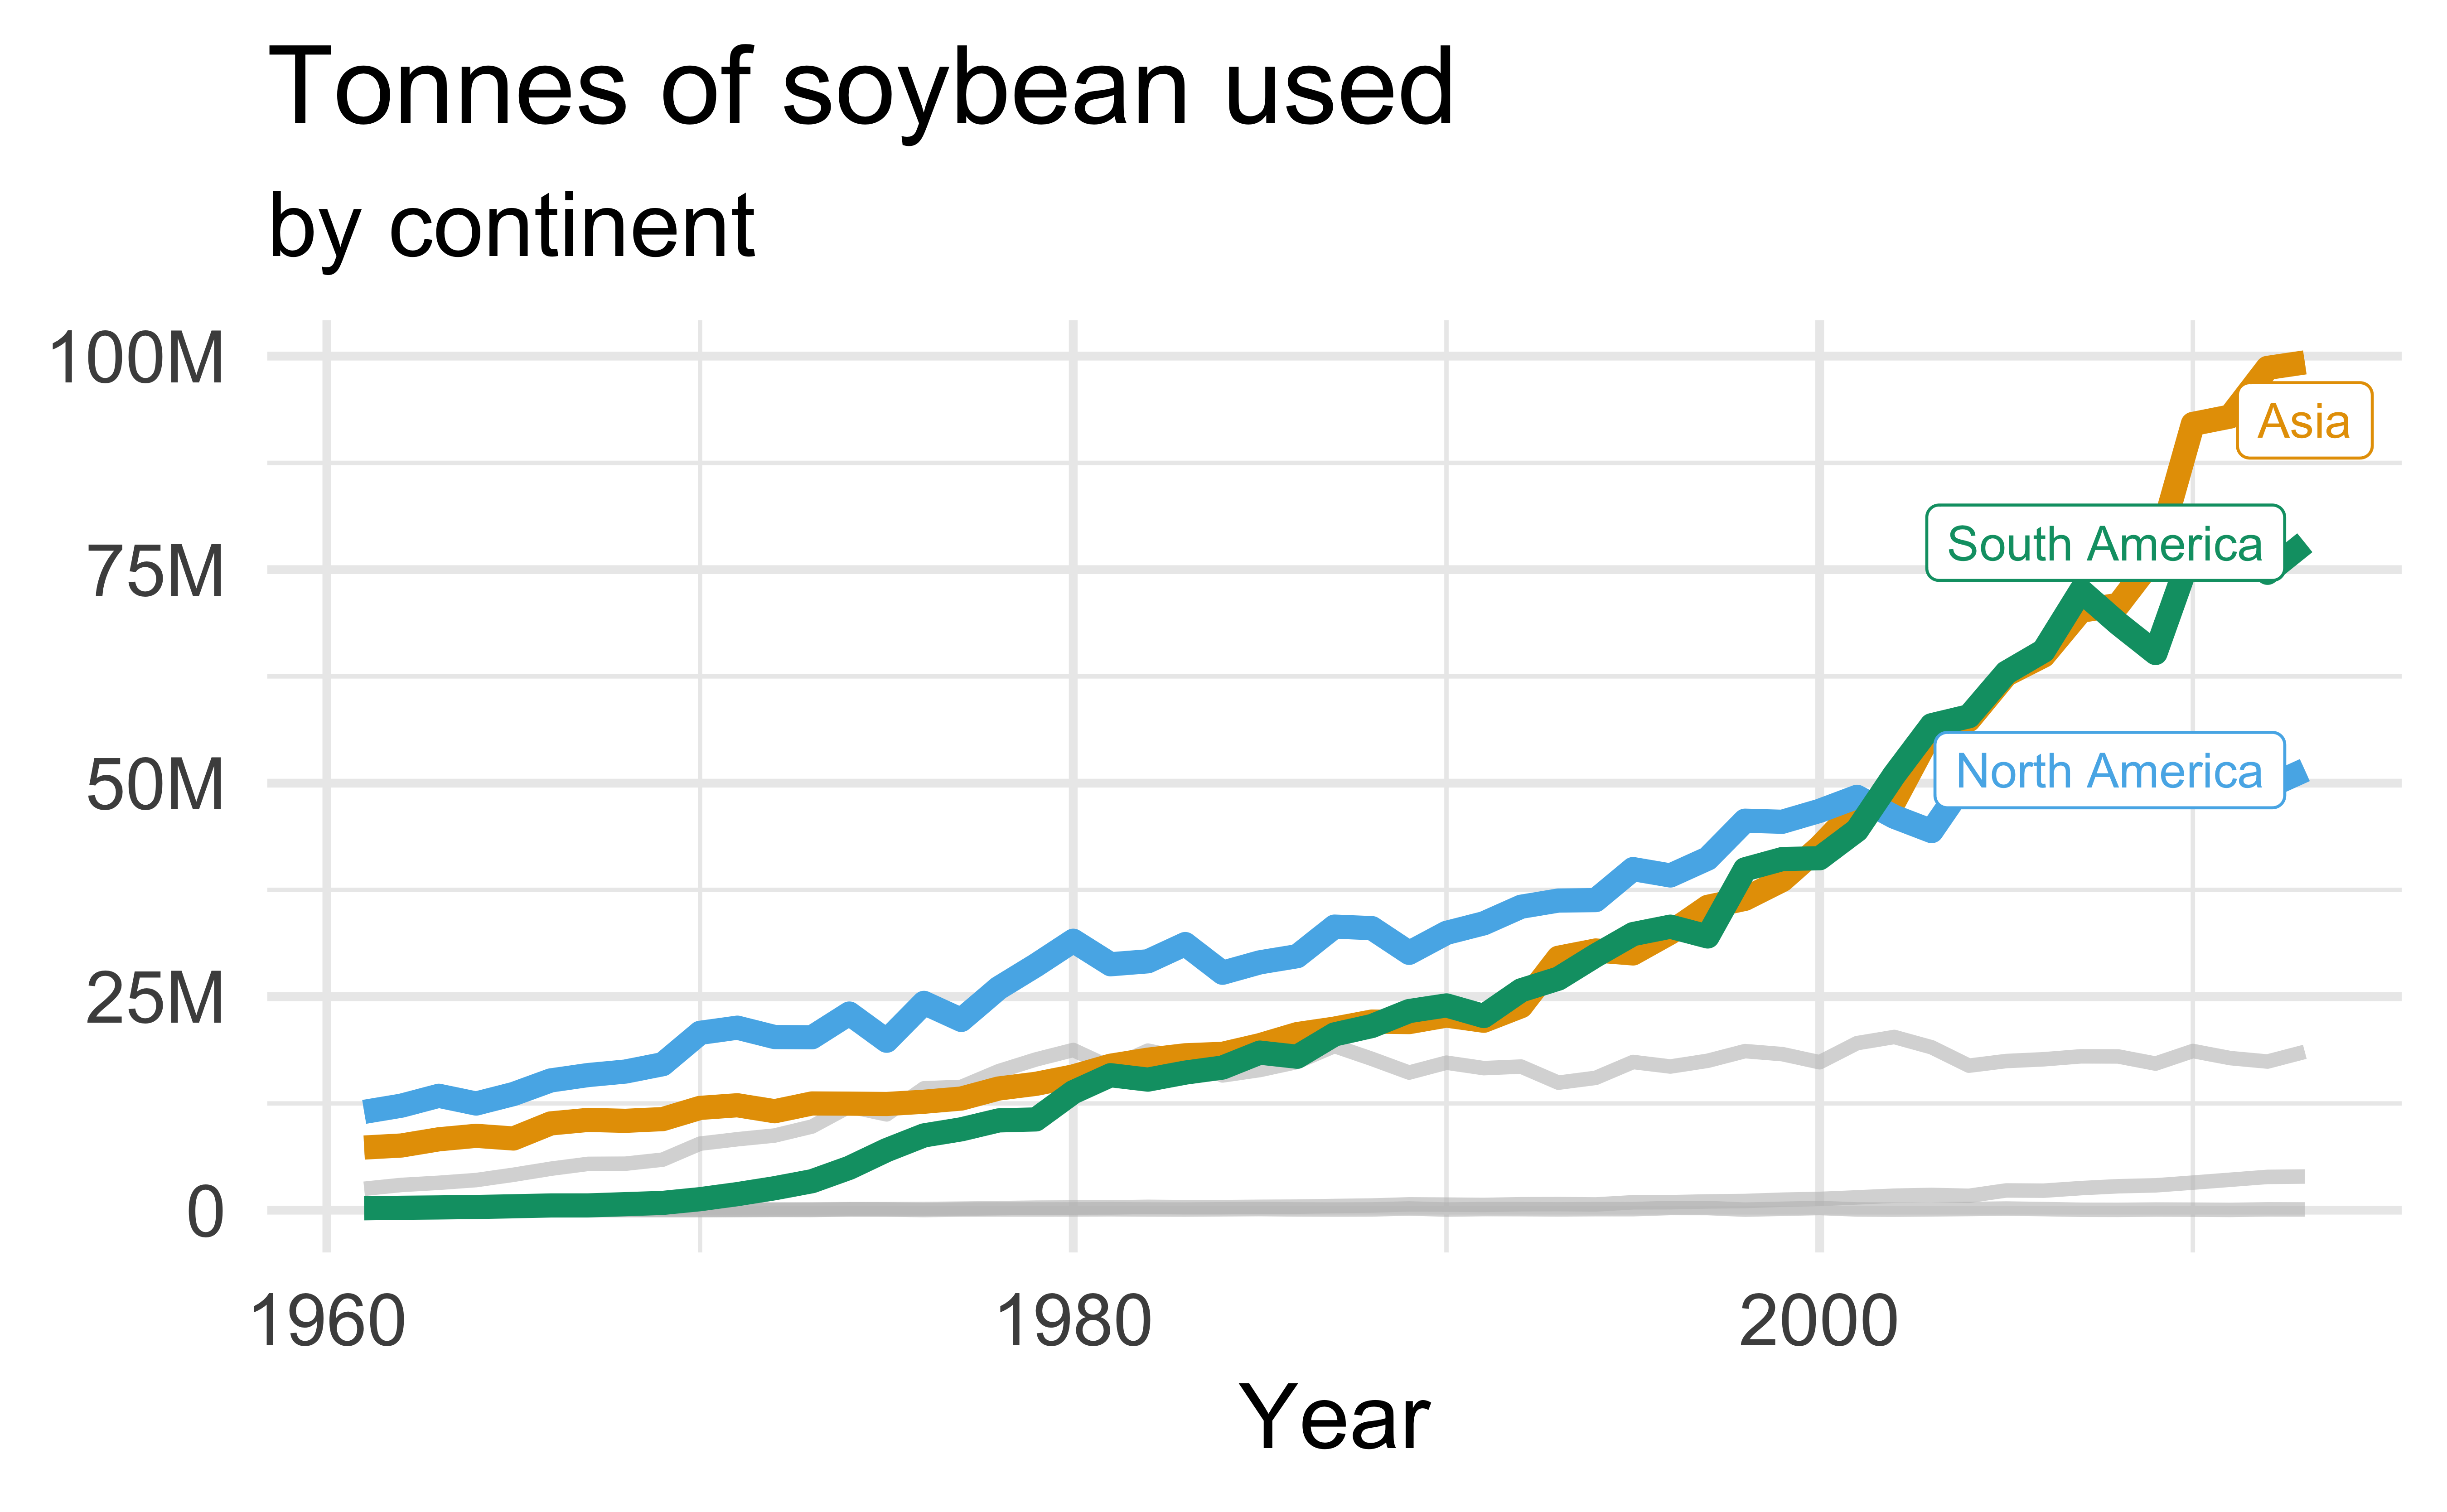 Tonnes of soybean used
by continent
100M
75M
50M
25M
0
Asia
South America
North America
1960
1980
2000
Year